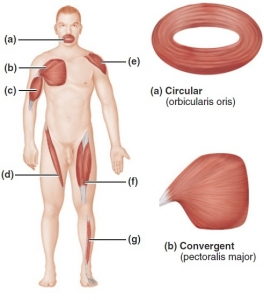 (a)
(b)
(c)
(e)
(d)
(f)
(g)
(a) Circular
(orbicularis oris)
(b) Convergent
(pectoralis major)